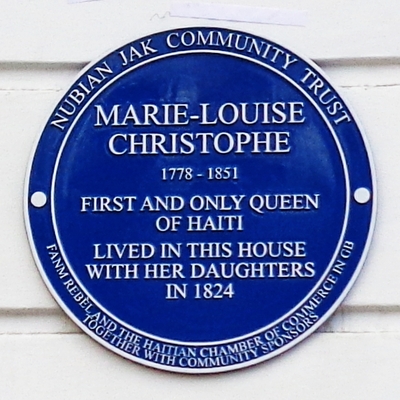 NUBIAN JAK COMMUNITY TRUST
MARIE-LOUISE
CHRISTOPHE
1778 - 1851
FIRST AND ONLY QUEEN
OF HAITI
LIVED IN THIS HOUSE
WITH HER DAUGHTERS
IN 1824
FANM REBEL AND THE HAITIAN CHAMBER OF COMMERCE IN GB
TOGETHER WITH COMMUNITY SPONSORS